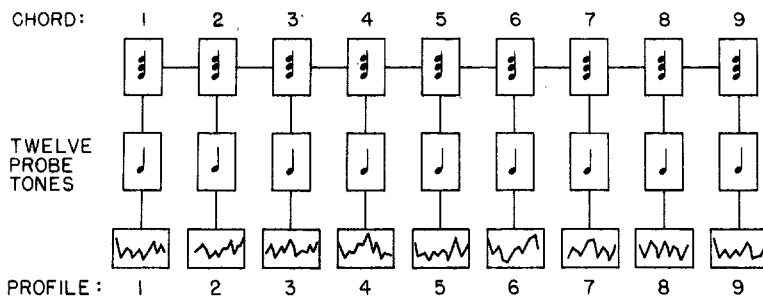 CHORD: 1 2 3 4 5 6 7 8 9
TWELVE
PROBE
TONES
PROFILE: 1 2 3 4 5 6 7 8 9